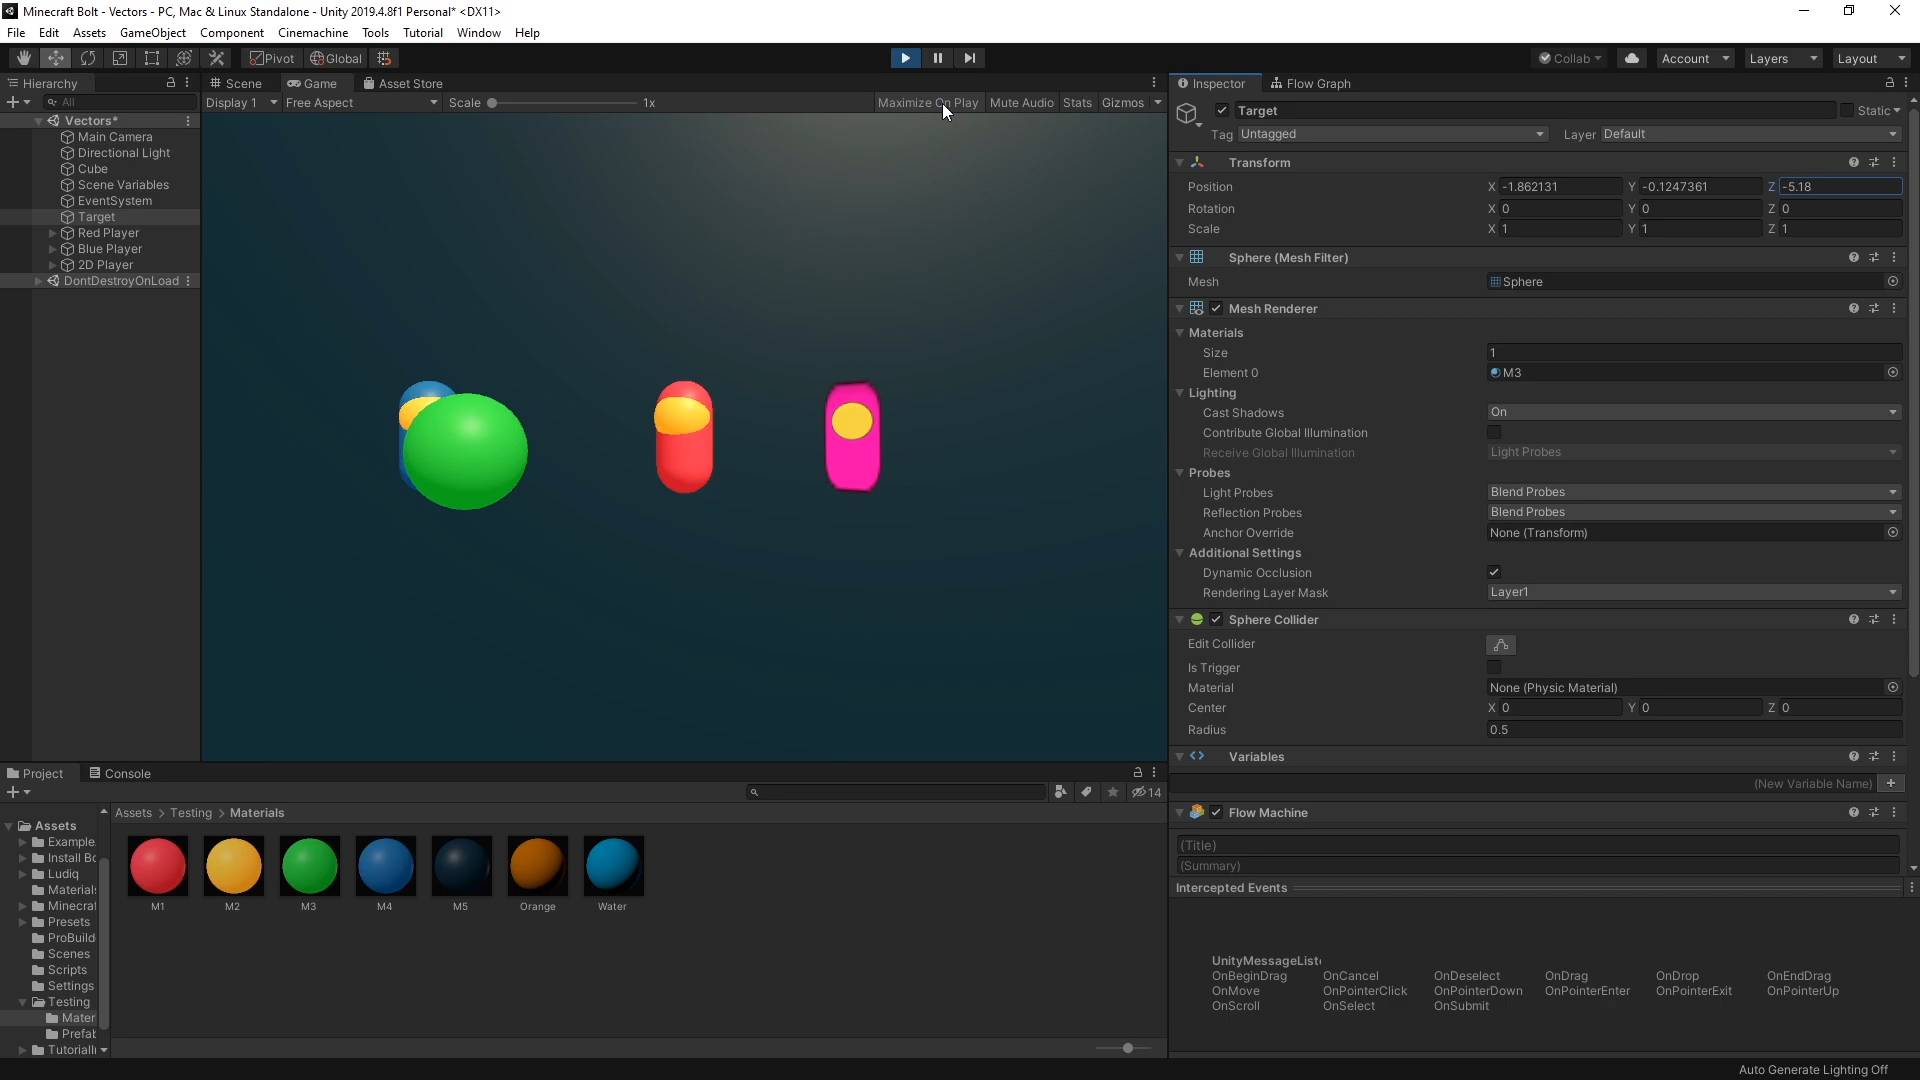 Minecraft Bolt - Vectors - PC, Mac & Linux Standalone - Unity 2019.4.8f1 Personal* <DX11>
File Edit Assets GameObject Component Cinemachine Tools Tutorial Window Help
Pivot Global Collab Account Layers Layout
Hierarchy
All
Vectors*
Main Camera
Directional Light
Cube
Scene Variables
EventSystem
Target
Red Player
Blue Player
2D Player
DontDestroyOnLoad
Scene Game Asset Store
Display 1 Free Aspect Scale 1x Maximize On Play Mute Audio Stats Gizmos
Inspector Flow Graph
Target Static
Tag Untagged Layer Default
Transform
Position X -1.862131 Y -0.1247361 Z -5.18
Rotation X 0 Y 0 Z 0
Scale X 1 Y 1 Z 1
Sphere (Mesh Filter)
Mesh Sphere
Mesh Renderer
Materials
Size 1
Element 0 M3
Lighting
Cast Shadows On
Contribute Global Illumination
Receive Global Illumination Light Probes
Probes
Light Probes Blend Probes
Reflection Probes Blend Probes
Anchor Override None (Transform)
Additional Settings
Dynamic Occlusion
Rendering Layer Mask Layer1
Sphere Collider
Edit Collider
Is Trigger
Material None (Physic Material)
Center X 0 Y 0 Z 0
Radius 0.5
Variables
(New Variable Name)
Flow Machine
(Title)
(Summary)
Intercepted Events
UnityMessageListe
OnBeginDrag OnCancel OnDeselect OnDrag OnDrop OnEndDrag
OnMove OnPointerClick OnPointerDown OnPointerEnter OnPointerExit OnPointerUp
OnScroll OnSelect OnSubmit
Project Console
14
Assets
Example
Install Bo
Ludiq
Materials
Minecraf
Presets
ProBuild
Scenes
Scripts
Settings
Testing
Mater
Prefab
TutorialI
Assets > Testing > Materials
M1 M2 M3 M4 M5 Orange Water
Auto Generate Lighting Off